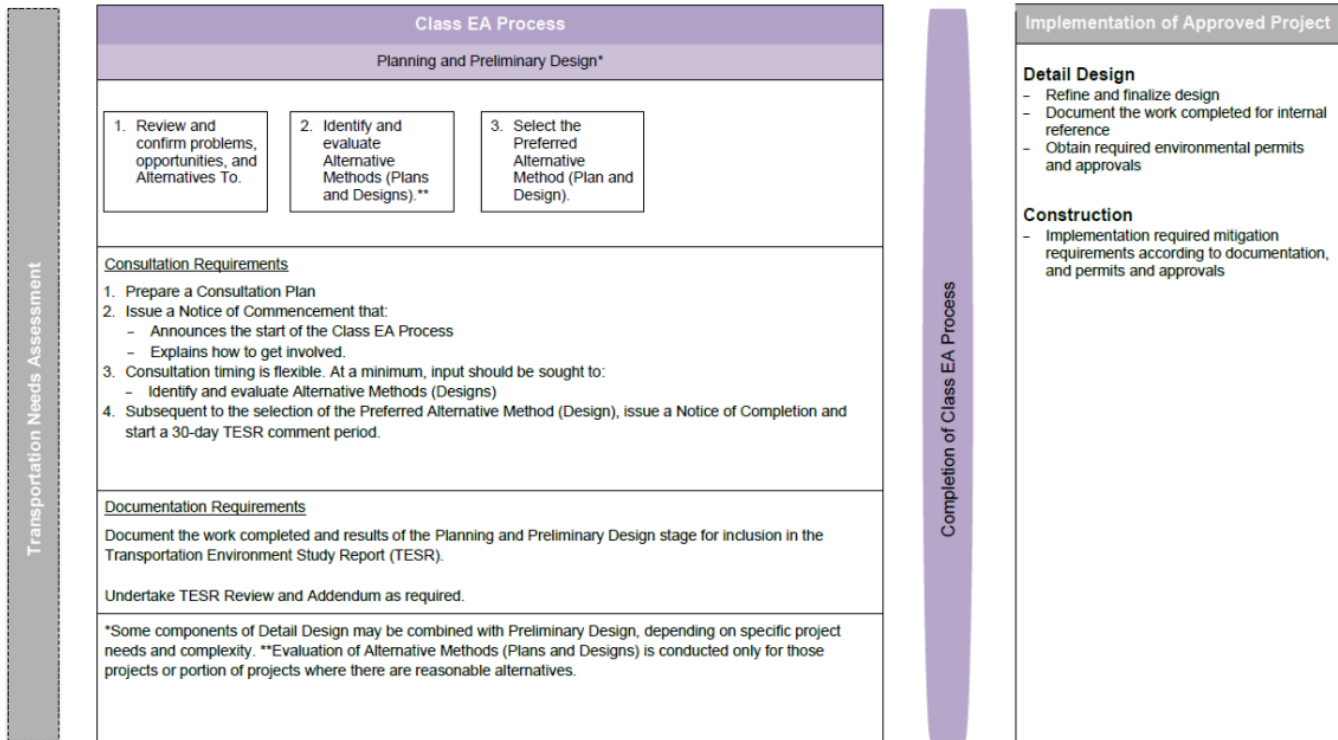 Transportation Needs Assessment
Class EA Process
Planning and Preliminary Design*
1. Review and
confirm problems,
opportunities, and
Alternatives To.
2. Identify and
evaluate
Alternative
Methods (Plans
and Designs).**
3. Select the
Preferred
Alternative
Method (Plan and
Design).
Consultation Requirements
1. Prepare a Consultation Plan
2. Issue a Notice of Commencement that:
– Announces the start of the Class EA Process
– Explains how to get involved.
3. Consultation timing is flexible. At a minimum, input should be sought to:
– Identify and evaluate Alternative Methods (Designs)
4. Subsequent to the selection of the Preferred Alternative Method (Design), issue a Notice of Completion and
start a 30-day TESR comment period.
Documentation Requirements
Document the work completed and results of the Planning and Preliminary Design stage for inclusion in the
Transportation Environment Study Report (TESR).
Undertake TESR Review and Addendum as required.
*Some components of Detail Design may be combined with Preliminary Design, depending on specific project
needs and complexity. **Evaluation of Alternative Methods (Plans and Designs) is conducted only for those
projects or portion of projects where there are reasonable alternatives.
Completion of Class EA Process
Implementation of Approved Project
Detail Design
– Refine and finalize design
– Document the work completed for internal
reference
– Obtain required environmental permits
and approvals
Construction
– Implementation required mitigation
requirements according to documentation,
and permits and approvals